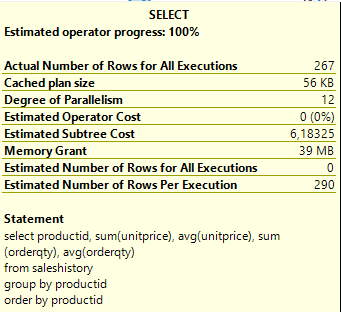 SELECT
Estimated operator progress: 100%
Actual Number of Rows for All Executions 267
Cached plan size 56 KB
Degree of Parallelism 12
Estimated Operator Cost 0 (0%)
Estimated Subtree Cost 6,18325
Memory Grant 39 MB
Estimated Number of Rows for All Executions 0
Estimated Number of Rows Per Execution 290
Statement
select productid, sum(unitprice), avg(unitprice), sum
(orderqty), avg(orderqty)
from saleshistory
group by productid
order by productid